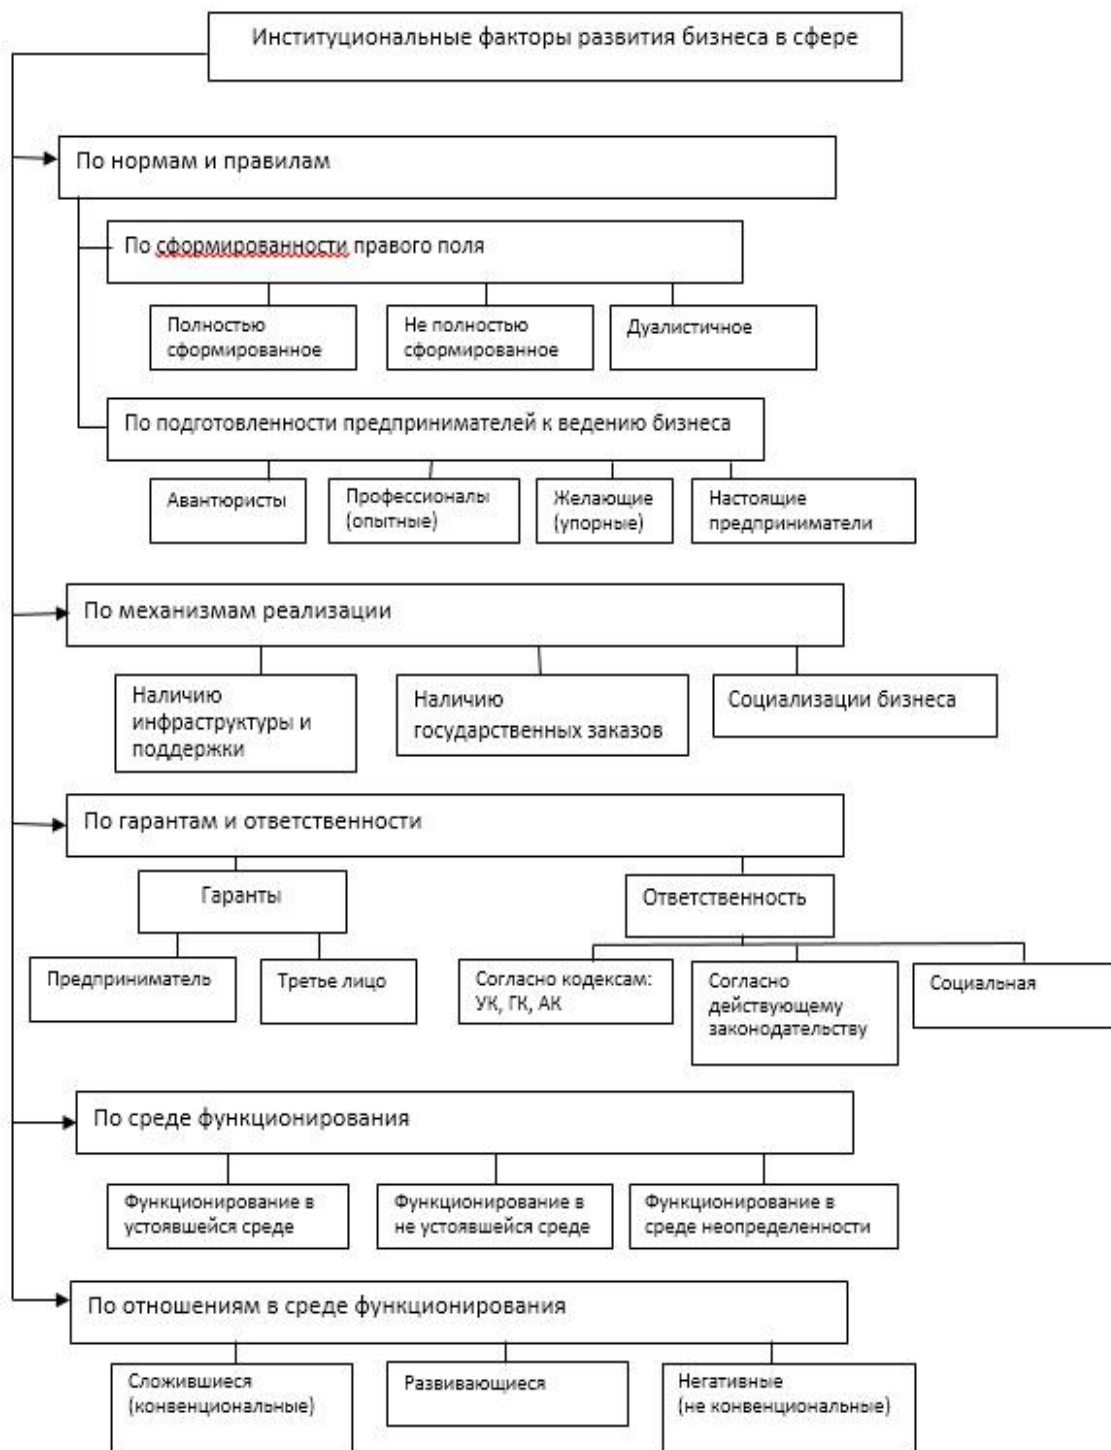 Институциональные факторы развития бизнеса в сфере
По нормам и правилам
По сформированности правого поля
Полностью
сформированное
Не полностью
сформированное
Дуалистичное
По подготовленности предпринимателей к ведению бизнеса
Авантюристы
Профессионалы
(опытные)
Желающие
(упорные)
Настоящие
предприниматели
По механизмам реализации
Наличию
инфраструктуры и
поддержки
Наличию
государственных заказов
Социализации бизнеса
По гарантам и ответственности
Гаранты
Ответственность
Предприниматель
Третье лицо
Согласно кодексам:
УК, ГК, АК
Согласно
действующему
законодательству
Социальная
По среде функционирования
Функционирование в
устоявшейся среде
Функционирование в
не устоявшейся среде
Функционирование в
среде неопределенности
По отношениям в среде функционирования
Сложившиеся
(конвенциональные)
Развивающиеся
Негативные
(не конвенциональные)